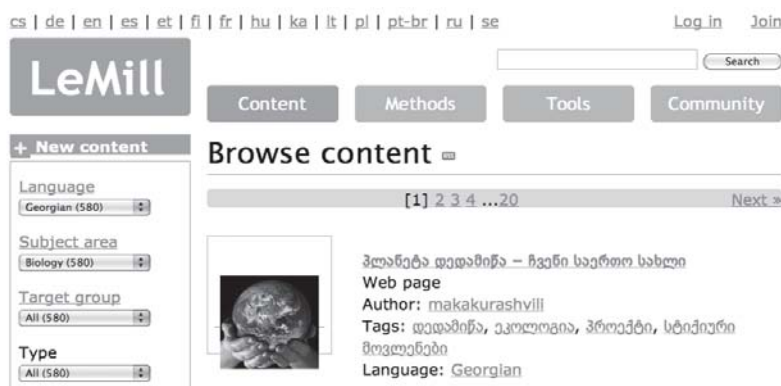 cs | de | en | es | et | fi | fr | hu | ka | lt | pl | pt-br | ru | se
Log in Join
Search
LeMill
Content Methods Tools Community
+ New content
Browse content
Language
Georgian (580)
[1] 2 3 4 ...20 Next »
Subject area
Biology (580)
Target group
All (580)
Type
All (580)
პლანეტა დედამიწა – ჩვენი საერთო სახლი
Web page
Author: makakurashvili
Tags: დედამიწა, ეკოლოგია, პროექტი, სტიქიური
მოვლენები
Language: Georgian